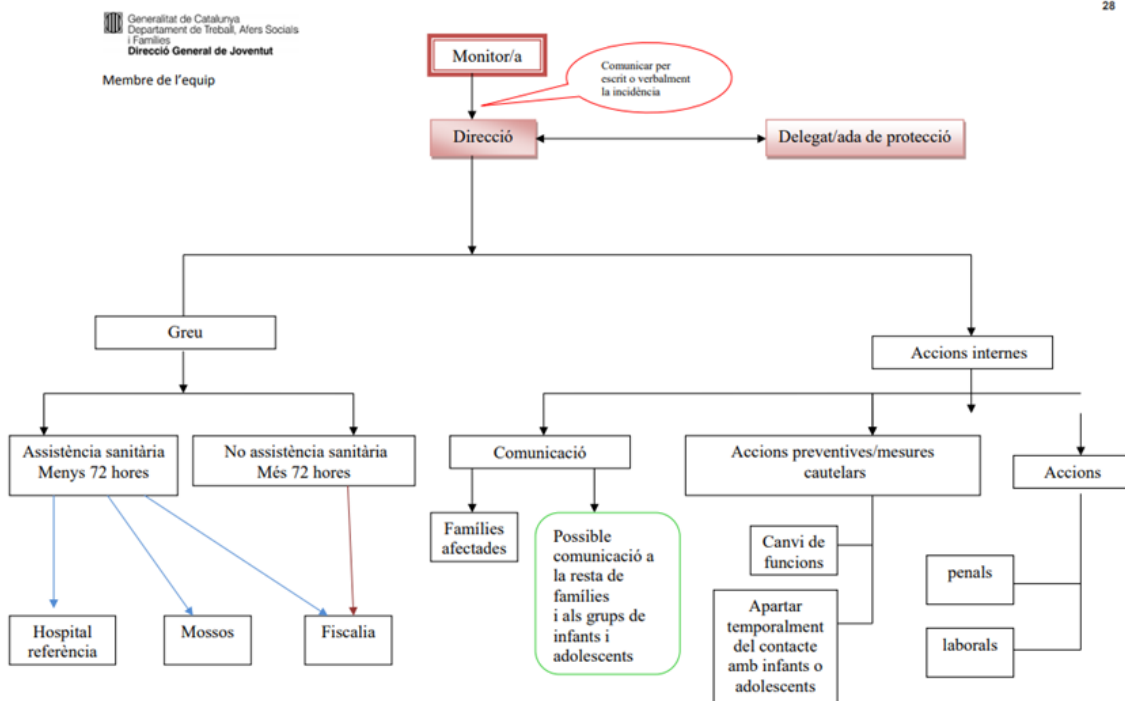 28
Generalitat de Catalunya
Departament de Treball, Afers Socials
i Famílies
Direcció General de Joventut
Membre de l'equip
Monitor/a
Comunicar per
escrit o verbalment
la incidència
Direcció
Delegat/ada de protecció
Greu
Accions internes
Assistència sanitària
Menys 72 hores
No assistència sanitària
Més 72 hores
Comunicació
Accions preventives/mesures
cautelars
Accions
Famílies
afectades
Possible
comunicació a
la resta de
famílies
i als grups de
infants i
adolescents
Canvi de
funcions
Apartar
temporalment
del contacte
amb infants o
adolescents
penals
laborals
Hospital
referència
Mossos
Fiscalia